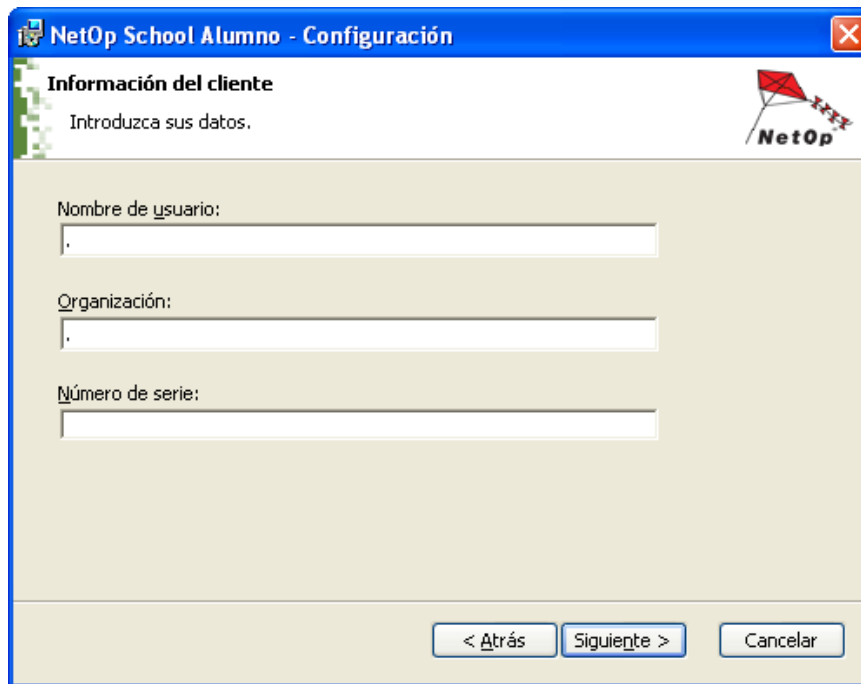 NetOp School Alumno - Configuración
Información del cliente
Introduzca sus datos.
NetOp
Nombre de usuario:
.
Organización:
.
Número de serie:
< Atrás
Siguiente >
Cancelar